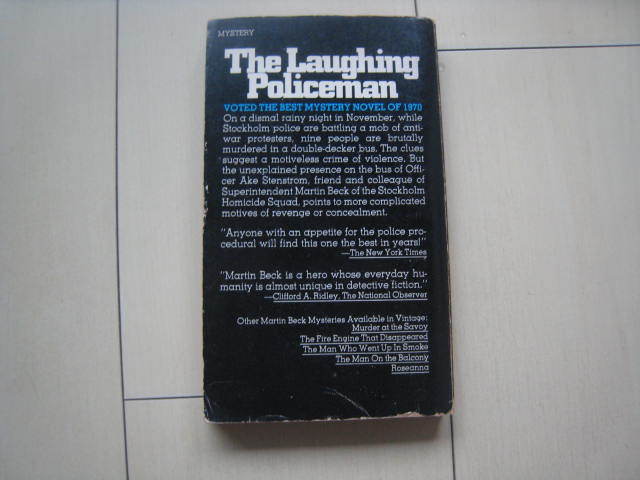 MYSTERY
The Laughing
Policeman
VOTED THE BEST MYSTERY NOVEL OF 1970
On a dismal rainy night in November, while
Stockholm police are battling a mob of anti-
war protesters, nine people are brutally
murdered in a double-decker bus. The clues
suggest a motiveless crime of violence. But
the unexplained presence on the bus of Offi-
cer Ake Stenstrom, friend and colleague of
Superintendent Martin Beck of the Stockholm
Homicide Squad, points to more complicated
motives of revenge or concealment.
"Anyone with an appetite for the police pro-
cedural will find this one the best in years!"
—The New York Times
"Martin Beck is a hero whose everyday hu-
manity is almost unique in detective fiction."
—Clifford A. Ridley, The National Observer
Other Martin Beck Mysteries Available in Vintage:
Murder at the Savoy
The Fire Engine That Disappeared
The Man Who Went Up In Smoke
The Man On the Balcony
Roseanna